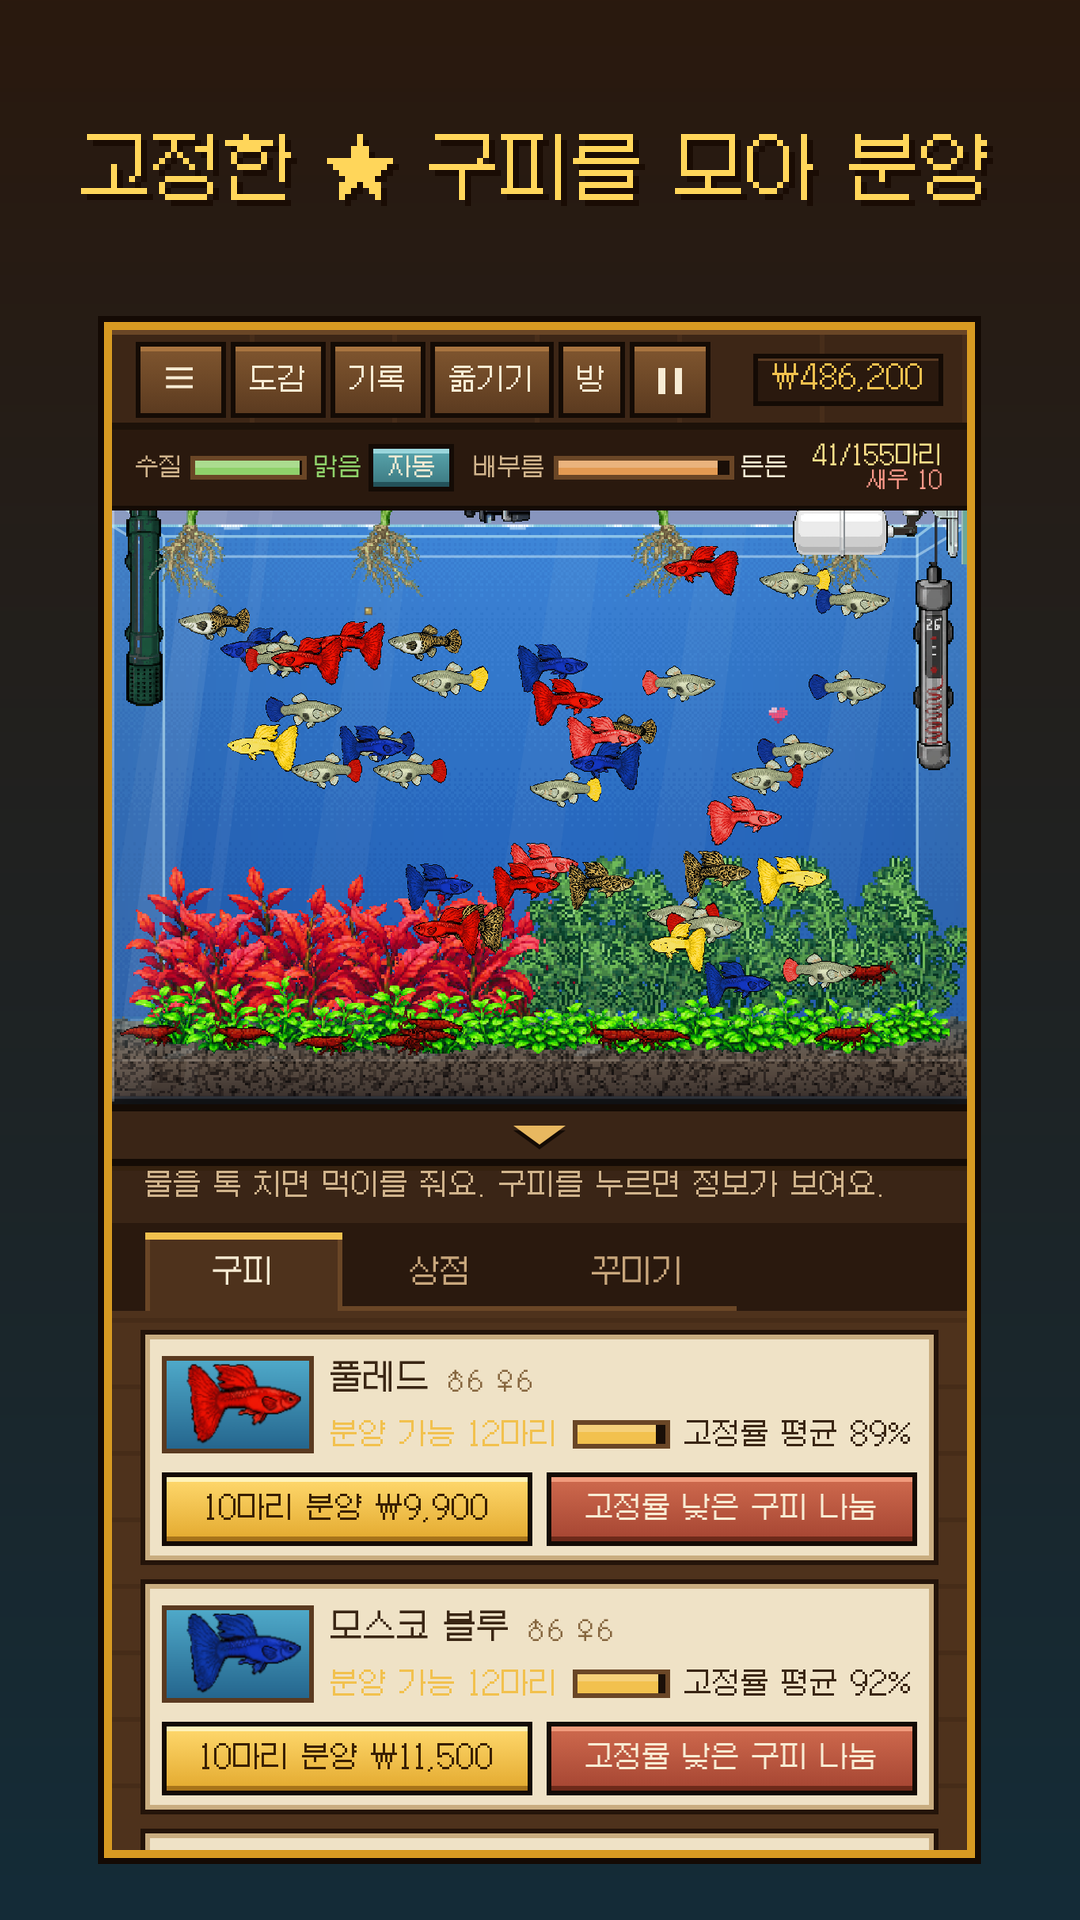 고정한 ★ 구피를 모아 분양
도감 기록 옮기기 방 ₩486,200
수질 맑음 자동 배부름 든든 41/155마리
새우 10
26
물을 톡 치면 먹이를 줘요. 구피를 누르면 정보가 보여요.
구피 상점 꾸미기
풀레드 ♂6 ♀6
분양 가능 12마리 고정률 평균 89%
10마리 분양 ₩9,900 고정률 낮은 구피 나눔
모스코 블루 ♂6 ♀6
분양 가능 12마리 고정률 평균 92%
10마리 분양 ₩11,500 고정률 낮은 구피 나눔